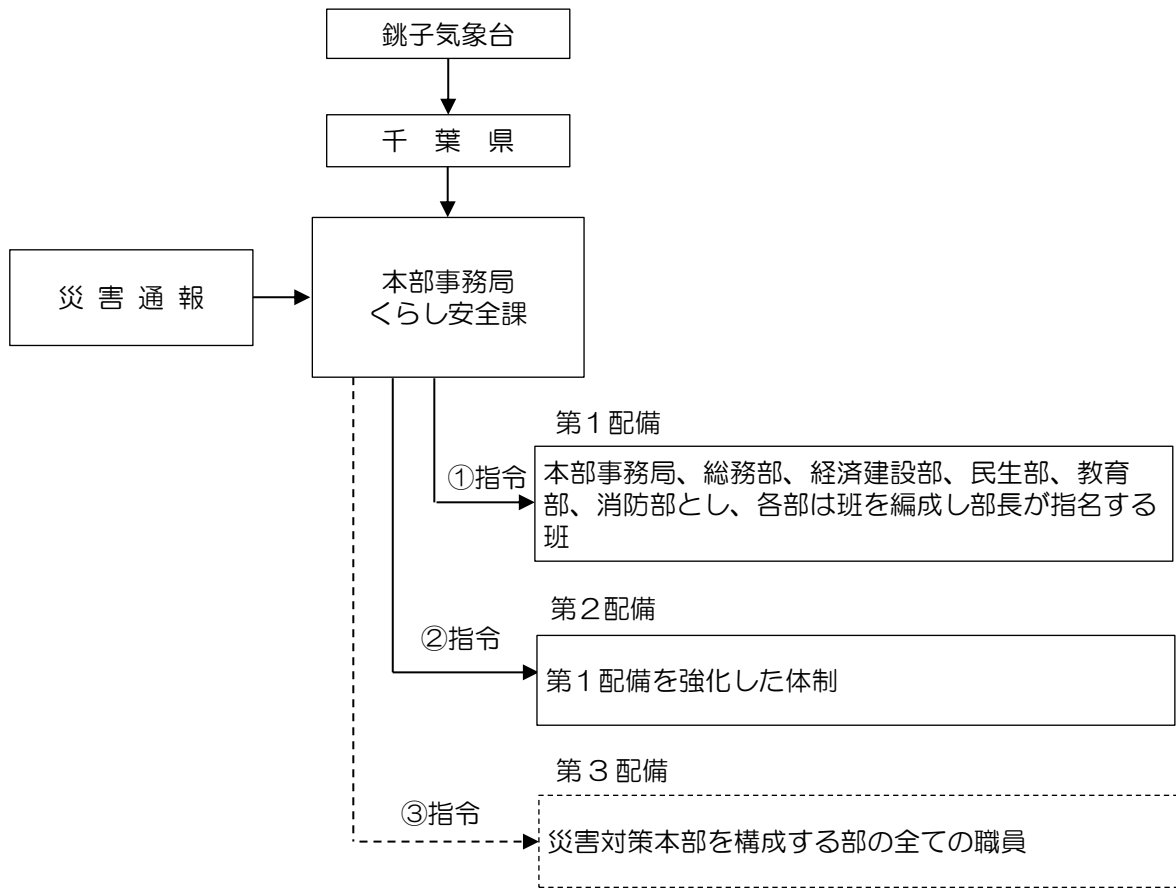 銚子気象台
千　葉　県
災 害 通 報
本部事務局
くらし安全課
第１配備
①指令
本部事務局、総務部、経済建設部、民生部、教育
部、消防部とし、各部は班を編成し部長が指名する
班
第２配備
②指令
第１配備を強化した体制
第３配備
③指令
災害対策本部を構成する部の全ての職員